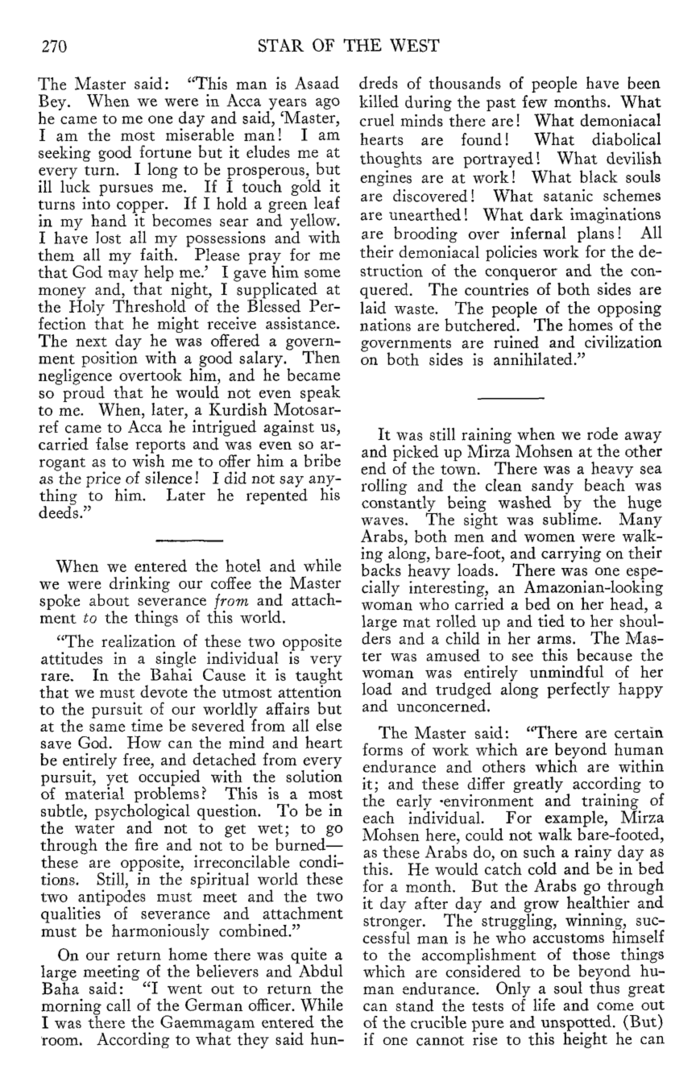 270 STAR OF THE WEST
The Master said: “This man is Asaad
Bey. When we were in Acca years ago
he came to me one day and said, ‘Master,
I am the most miserable man! I am
seeking good fortune but it eludes me at
every turn. I long to be prosperous, but
ill luck pursues me. If I touch gold it
turns into copper. If I hold a green leaf
in my hand it becomes sear and yellow.
I have lost all my possessions and with
them all my faith. Please pray for me
that God may help me.’ I gave him some
money and, that night, I supplicated at
the Holy Threshold of the Blessed Per-
fection that he might receive assistance.
The next day he was offered a govern-
ment position with a good salary. Then
negligence overtook him, and he became
so proud that he would not even speak
to me. When, later, a Kurdish Motosar-
ref came to Acca he intrigued against us,
carried false reports and was even so ar-
rogant as to wish me to offer him a bribe
as the price of silence! I did not say any-
thing to him. Later he repented his
deeds.”
When we entered the hotel and while
we were drinking our coffee the Master
spoke about severance from and attach-
ment to the things of this world.
“The realization of these two opposite
attitudes in a single individual is very
rare. In the Bahai Cause it is taught
that we must devote the utmost attention
to the pursuit of our worldly affairs but
at the same time be severed from all else
save God. How can the mind and heart
be entirely free, and detached from every
pursuit, yet occupied with the solution
of material problems? This is a most
subtle, psychological question. To be in
the water and not to get wet; to go
through the fire and not to be burned—
these are opposite, irreconcilable condi-
tions. Still, in the spiritual world these
two antipodes must meet and the two
qualities of severance and attachment
must be harmoniously combined.”
On our return home there was quite a
large meeting of the believers and Abdul
Baha said: “I went out to return the
morning call of the German officer. While
I was there the Gaemmagam entered the
room. According to what they said hun-
dreds of thousands of people have been
killed during the past few months. What
cruel minds there are! What demoniacal
hearts are found! What diabolical
thoughts are portrayed! What devilish
engines are at work! What black souls
are discovered! What satanic schemes
are unearthed! What dark imaginations
are brooding over infernal plans! All
their demoniacal policies work for the de-
struction of the conqueror and the con-
quered. The countries of both sides are
laid waste. The people of the opposing
nations are butchered. The homes of the
governments are ruined and civilization
on both sides is annihilated.”
It was still raining when we rode away
and picked up Mirza Mohsen at the other
end of the town. There was a heavy sea
rolling and the clean sandy beach was
constantly being washed by the huge
waves. The sight was sublime. Many
Arabs, both men and women were walk-
ing along, bare-foot, and carrying on their
backs heavy loads. There was one espe-
cially interesting, an Amazonian-looking
woman who carried a bed on her head, a
large mat rolled up and tied to her shoul-
ders and a child in her arms. The Mas-
ter was amused to see this because the
woman was entirely unmindful of her
load and trudged along perfectly happy
and unconcerned.
The Master said: “There are certain
forms of work which are beyond human
endurance and others which are within
it; and these differ greatly according to
the early environment and training of
each individual. For example, Mirza
Mohsen here, could not walk bare-footed,
as these Arabs do, on such a rainy day as
this. He would catch cold and be in bed
for a month. But the Arabs go through
it day after day and grow healthier and
stronger. The struggling, winning, suc-
cessful man is he who accustoms himself
to the accomplishment of those things
which are considered to be beyond hu-
man endurance. Only a soul thus great
can stand the tests of life and come out
of the crucible pure and unspotted. (But)
if one cannot rise to this height he can